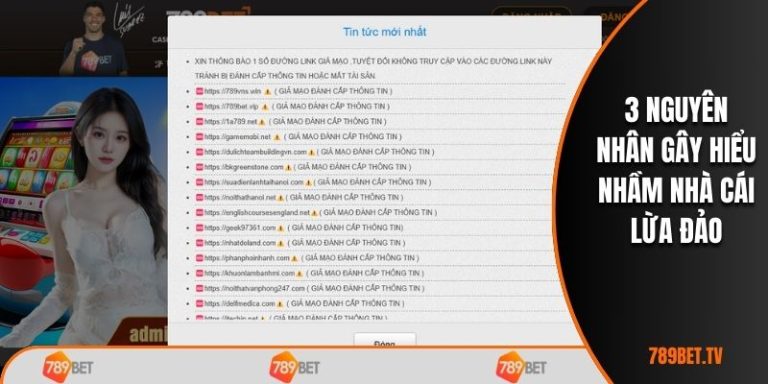 789BET
ĐĂNG NHẬP
Tin tức mới nhất
XIN THÔNG BÁO 1 SỐ ĐƯỜNG LINK GIẢ MẠO ,TUYỆT ĐỐI KHÔNG TRUY CẬP VÀO CÁC ĐƯỜNG LINK NÀY
TRÁNH BỊ ĐÁNH CẮP THÔNG TIN HOẶC MẤT TÀI SẢN.
https://789vns.win ( GIẢ MẠO ĐÁNH CẮP THÔNG TIN )
https://789bet.vip ( GIẢ MẠO ĐÁNH CẮP THÔNG TIN )
https://1a789.net ( GIẢ MẠO ĐÁNH CẮP THÔNG TIN )
https://gamemobi.net ( GIẢ MẠO ĐÁNH CẮP THÔNG TIN )
https://dulichteambuildingvn.com ( GIẢ MẠO ĐÁNH CẮP THÔNG TIN )
https://bkgreenstone.com ( GIẢ MẠO ĐÁNH CẮP THÔNG TIN )
https://suadienlanhtaihanoi.com ( GIẢ MẠO ĐÁNH CẮP THÔNG TIN )
https://noithathanoi.net ( GIẢ MẠO ĐÁNH CẮP THÔNG TIN )
https://englishcoursesengland.net ( GIẢ MẠO ĐÁNH CẮP THÔNG TIN )
https://geek97361.com ( GIẢ MẠO ĐÁNH CẮP THÔNG TIN)
https://nhatdoland.com ( GIẢ MẠO ĐÁNH CẮP THÔNG TIN )
https://phanphoinhanh.com ( GIẢ MẠO ĐÁNH CẮP THÔNG TIN )
https://khuonlambanhmi.com ( GIẢ MẠO ĐÁNH CẮP THÔNG TIN )
https://noithatvanphong247.com ( GIẢ MẠO ĐÁNH CẮP THÔNG TIN )
https://delfmedica.com ( GIẢ MẠO ĐÁNH CẮP THÔNG TIN )
https://itechip.net ( GIẢ MẠO ĐÁNH CẮP THÔNG TIN )
Đóng
admi
3 NGUYÊN
NHÂN GÂY HIỂU
NHẦM NHÀ CÁI
LỪA ĐẢO
789BET
789BET
789BET
789BET.TV